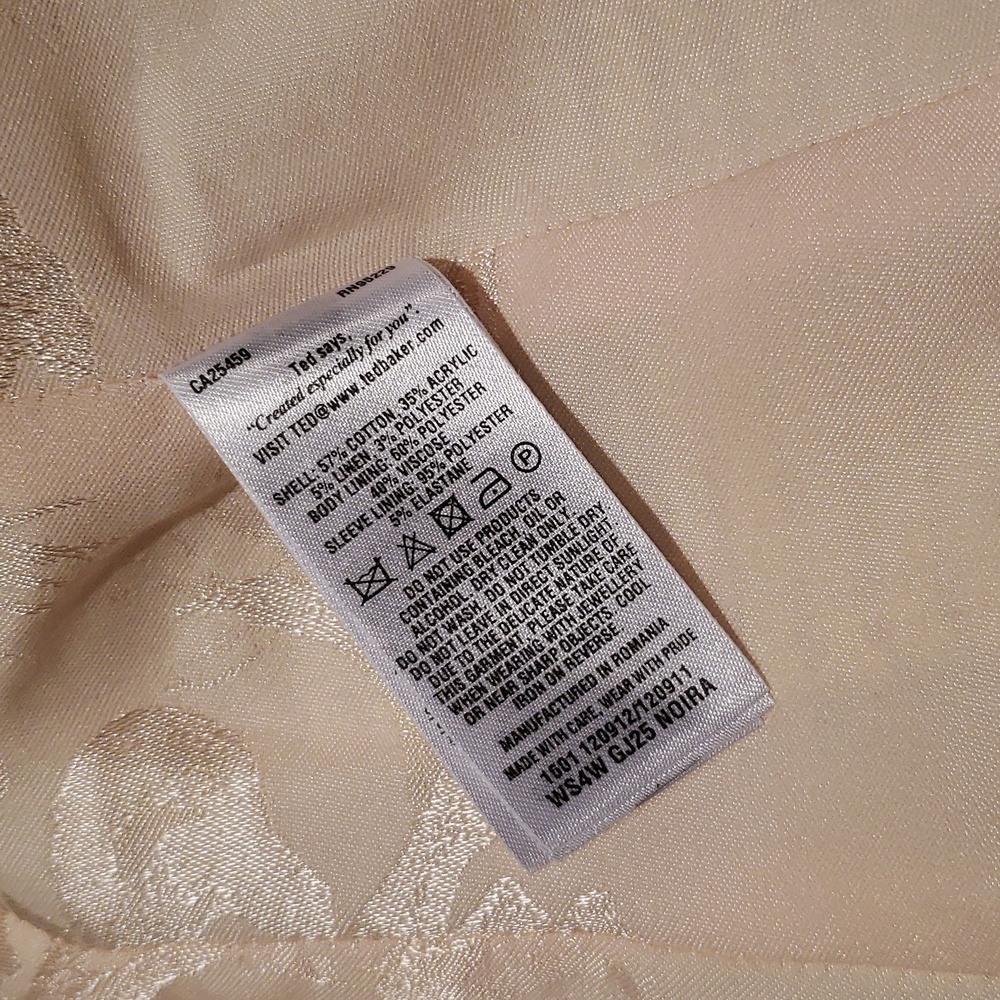 CA25459
RN90223
Ted says,
"Created especially for you".
VISIT TED@www.tedbaker.com
SHELL: 57% COTTON, 35% ACRYLIC
5% LINEN, 3% POLYESTER
BODY LINING: 60% POLYESTER
40% VISCOSE
SLEEVE LINING: 95% POLYESTER
5% ELASTANE
P
DO NOT USE PRODUCTS
CONTAINING BLEACH, OIL OR
ALCOHOL. DRY CLEAN ONLY.
DO NOT WASH. DO NOT TUMBLE DRY
DO NOT LEAVE IN DIRECT SUNLIGHT
DUE TO THE DELICATE NATURE OF
THIS GARMENT, PLEASE TAKE CARE
WHEN WEARING WITH JEWELLERY
OR NEAR SHARP OBJECTS. COOL
IRON ON REVERSE
MANUFACTURED IN ROMANIA
MADE WITH CARE, WEAR WITH PRIDE
1601 120912/120911
WS4W GJ25 NOIRA